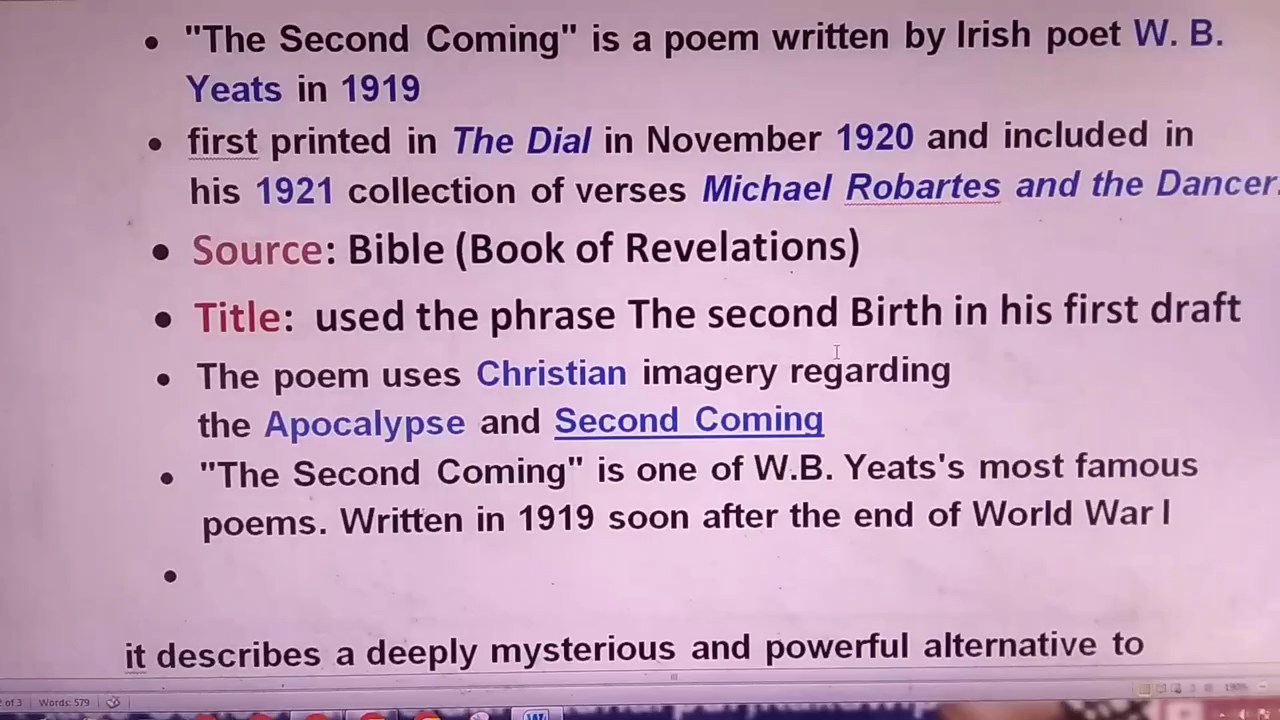 • "The Second Coming" is a poem written by Irish poet W. B.
Yeats in 1919
• first printed in The Dial in November 1920 and included in
his 1921 collection of verses Michael Robartes and the Dancer.
• Source: Bible (Book of Revelations)
• Title: used the phrase The second Birth in his first draft
• The poem uses Christian imagery regarding
the Apocalypse and Second Coming
• "The Second Coming" is one of W.B. Yeats's most famous
poems. Written in 1919 soon after the end of World War I
•
it describes a deeply mysterious and powerful alternative to
of 3 Words: 579 190%